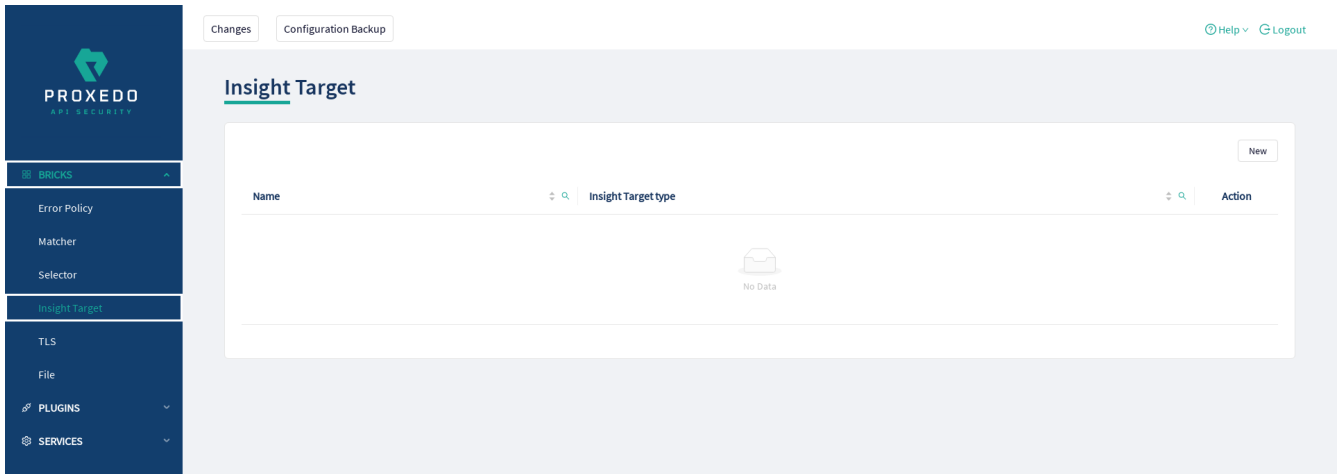 Changes
Configuration Backup
Help
Logout
PROXEDO
API SECURITY
Insight Target
New
BRICKS
Name
Insight Target type
Action
Error Policy
Matcher
Selector
No Data
Insight Target
TLS
File
PLUGINS
SERVICES